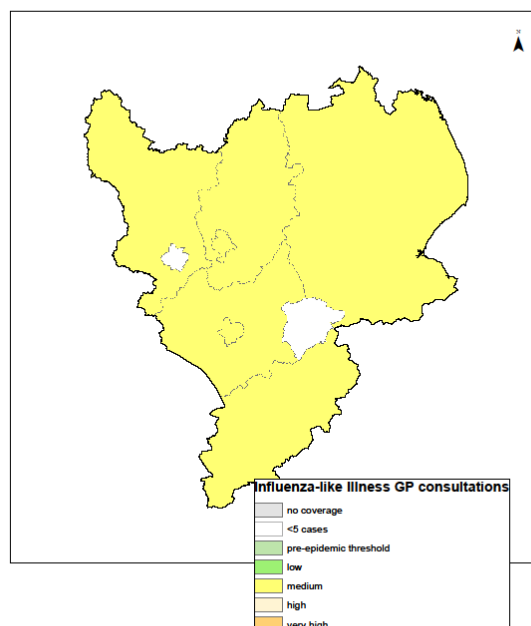 N
Influenza-like Illness GP consultations
no coverage
<5 cases
pre-epidemic threshold
low
medium
high
very high